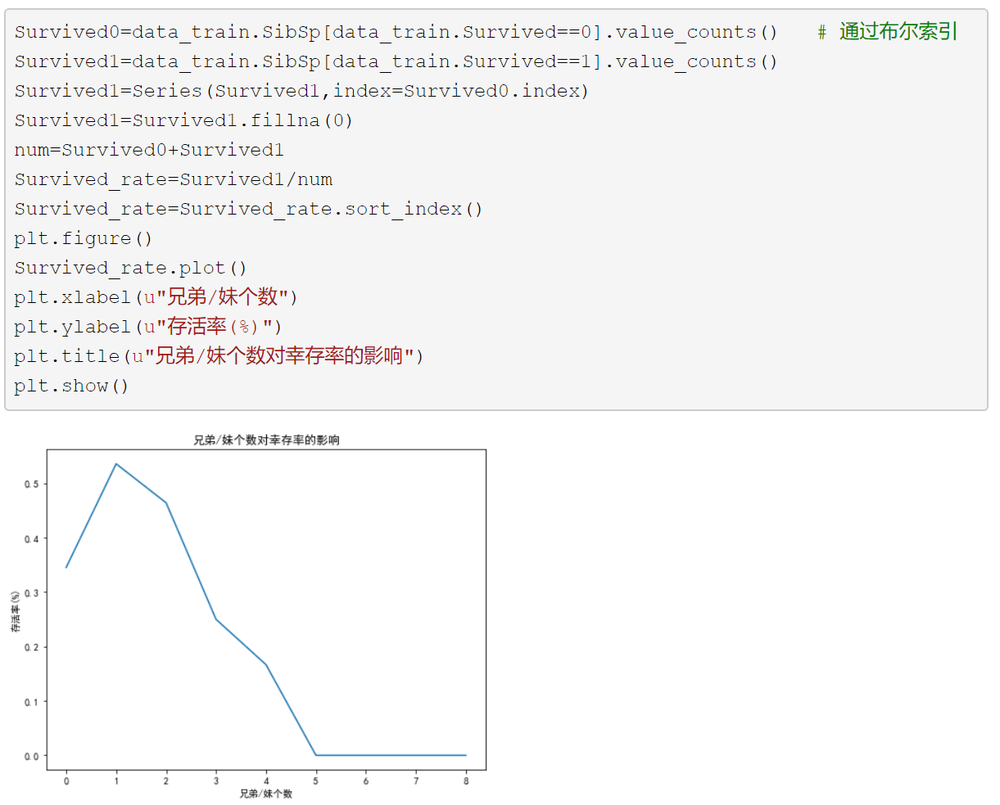 Survived0=data_train.SibSp[data_train.Survived==0].value_counts()    # 通过布尔索引
Survived1=data_train.SibSp[data_train.Survived==1].value_counts()
Survived1=Series(Survived1,index=Survived0.index)
Survived1=Survived1.fillna(0)
num=Survived0+Survived1
Survived_rate=Survived1/num
Survived_rate=Survived_rate.sort_index()
plt.figure()
Survived_rate.plot()
plt.xlabel(u"兄弟/妹个数")
plt.ylabel(u"存活率(%)")
plt.title(u"兄弟/妹个数对幸存率的影响")
plt.show()
兄弟/妹个数对幸存率的影响
0.5
0.4
0.3
0.2
0.1
0.0
存活率(%)
0 1 2 3 4 5 6 7 8
兄弟/妹个数